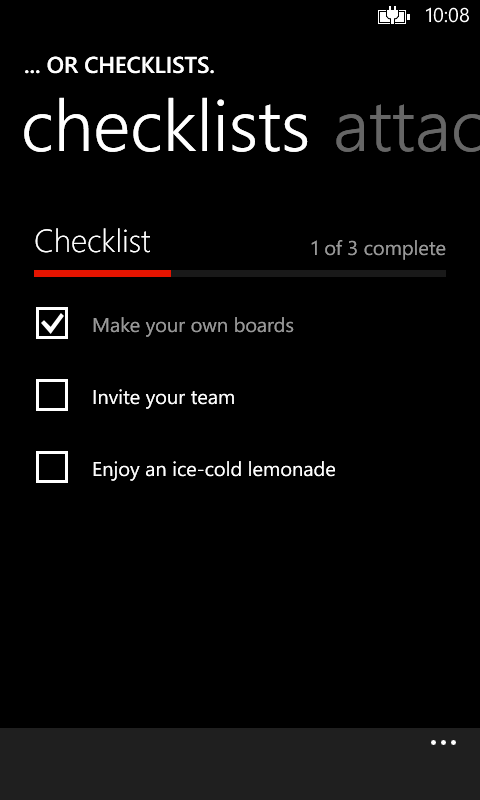 10:08
... OR CHECKLISTS.
checklists attac
Checklist 1 of 3 complete
Make your own boards
Invite your team
Enjoy an ice-cold lemonade